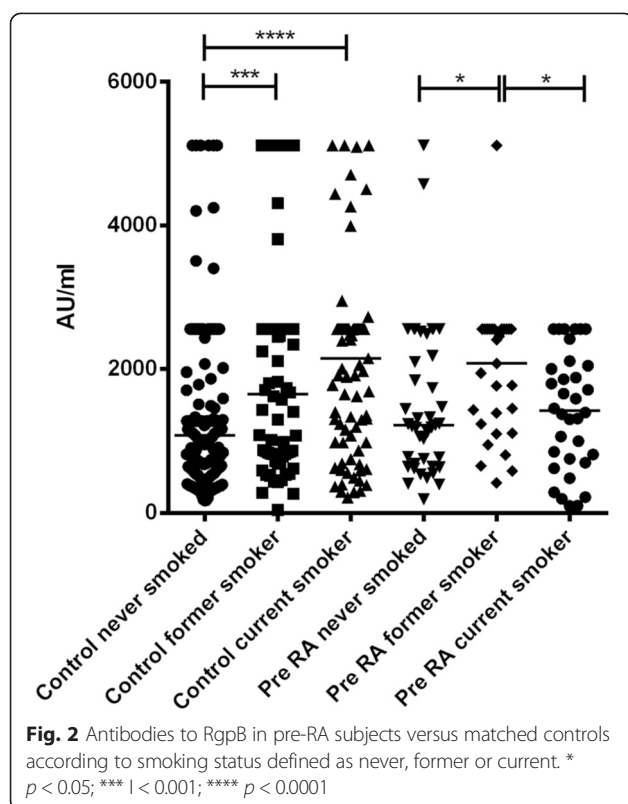 ****
***
*
*
6000
4000
2000
0
AU/ml
Control never smoked
Control former smoker
Control current smoker
Pre RA never smoked
Pre RA former smoker
Pre RA current smoker
Fig. 2 Antibodies to RgpB in pre-RA subjects versus matched controls
according to smoking status defined as never, former or current. *
p < 0.05; *** l < 0.001; **** p < 0.0001